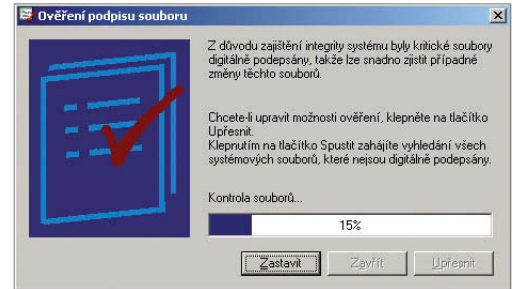 Ověření podpisu souboru
Z důvodu zajištění integrity systému byly kritické soubory
digitálně podepsány, takže lze snadno zjistit případné
změny těchto souborů.
Chcete-li upravit možnosti ověření, klepněte na tlačítko
Upřesnit.
Klepnutím na tlačítko Spustit zahájíte vyhledání všech
systémových souborů, které nejsou digitálně podepsány.
Kontrola souborů...
15%
Zastavit Zavřít Upřesnit